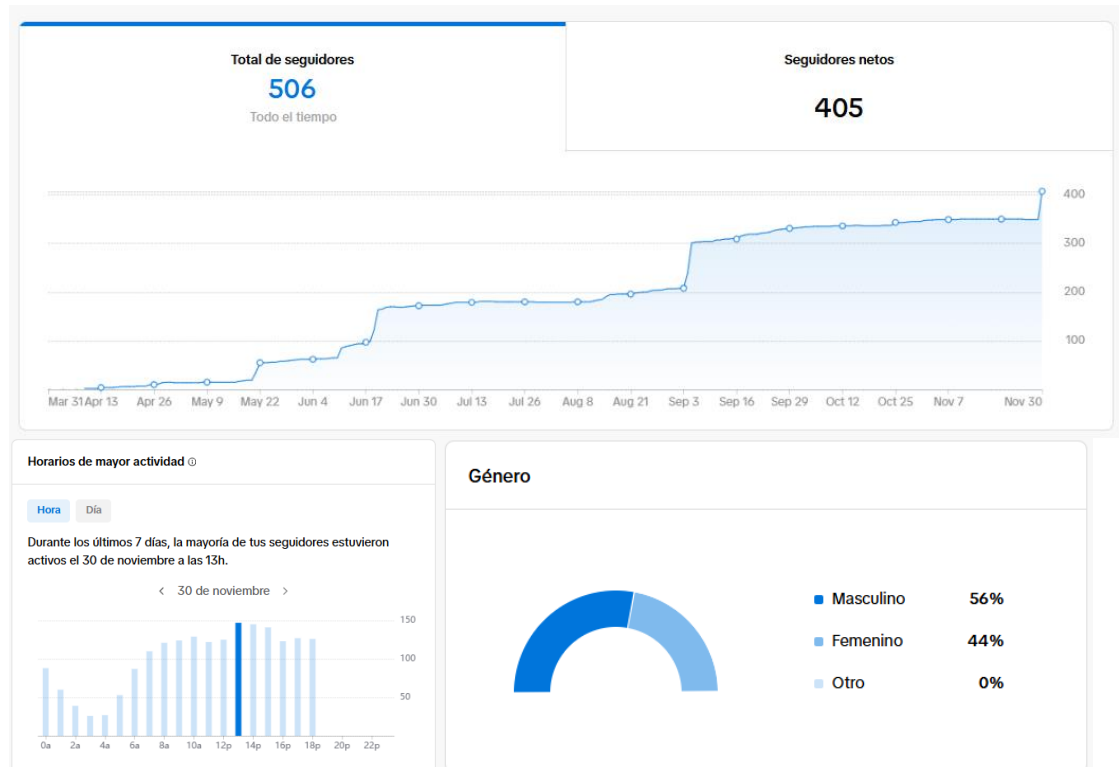 Total de seguidores
506
Todo el tiempo
Seguidores netos
405
400
300
200
100
Mar 31 Apr 13 Apr 26 May 9 May 22 Jun 4 Jun 17 Jun 30 Jul 13 Jul 26 Aug 8 Aug 21 Sep 3 Sep 16 Sep 29 Oct 12 Oct 25 Nov 7 Nov 30
Horarios de mayor actividad
Hora Día
Durante los últimos 7 días, la mayoría de tus seguidores estuvieron
activos el 30 de noviembre a las 13h.
< 30 de noviembre >
150
100
50
0a 2a 4a 6a 8a 10a 12p 14p 16p 18p 20p 22p
Género
Masculino 56%
Femenino 44%
Otro 0%